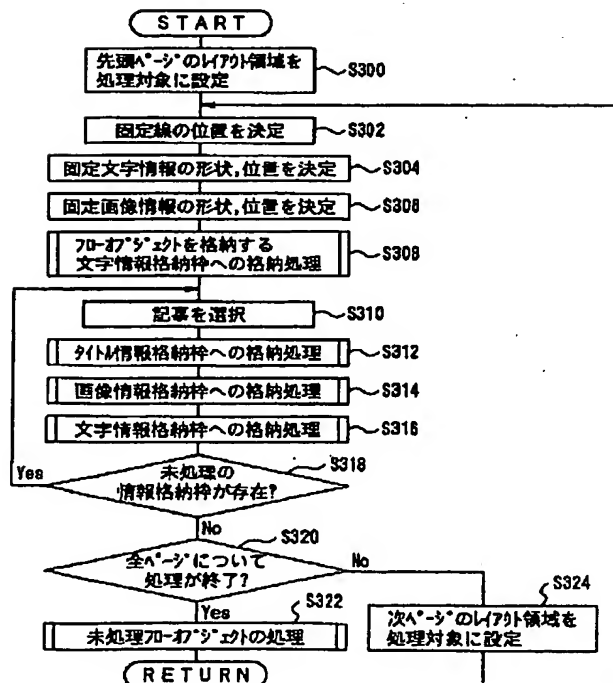 START
先頭ページのレイアウト領域を
処理対象に設定
S300
固定線の位置を決定
S302
固定文字情報の形状,位置を決定
S304
固定画像情報の形状,位置を決定
S306
フローオブジェクトを格納する
文字情報格納枠への格納処理
S308
記事を選択
S310
タイトル情報格納枠への格納処理
S312
画像情報格納枠への格納処理
S314
文字情報格納枠への格納処理
S316
未処理の
情報格納枠が存在?
S318
Yes
No
全ページについて
処理が終了?
S320
No
Yes
S322
未処理フローオブジェクトの処理
S324
次ページのレイアウト領域を
処理対象に設定
RETURN